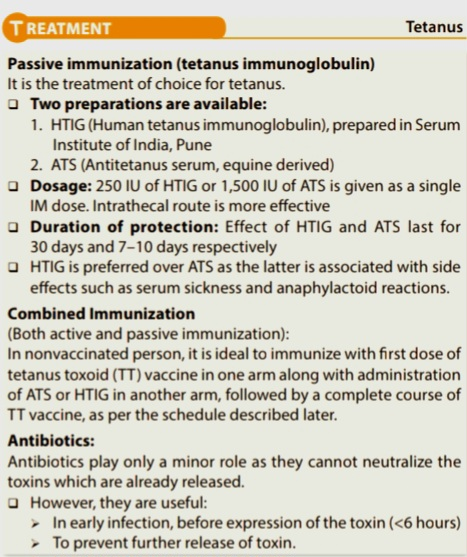 TREATMENT Tetanus
Passive immunization (tetanus immunoglobulin)
It is the treatment of choice for tetanus.
❑ Two preparations are available:
1. HTIG (Human tetanus immunoglobulin), prepared in Serum
Institute of India, Pune
2. ATS (Antitetanus serum, equine derived)
❑ Dosage: 250 IU of HTIG or 1,500 IU of ATS is given as a single
IM dose. Intrathecal route is more effective
❑ Duration of protection: Effect of HTIG and ATS last for
30 days and 7–10 days respectively
❑ HTIG is preferred over ATS as the latter is associated with side
effects such as serum sickness and anaphylactoid reactions.
Combined Immunization
(Both active and passive immunization):
In nonvaccinated person, it is ideal to immunize with first dose of
tetanus toxoid (TT) vaccine in one arm along with administration
of ATS or HTIG in another arm, followed by a complete course of
TT vaccine, as per the schedule described later.
Antibiotics:
Antibiotics play only a minor role as they cannot neutralize the
toxins which are already released.
❑ However, they are useful:
➢ In early infection, before expression of the toxin (<6 hours)
➢ To prevent further release of toxin.